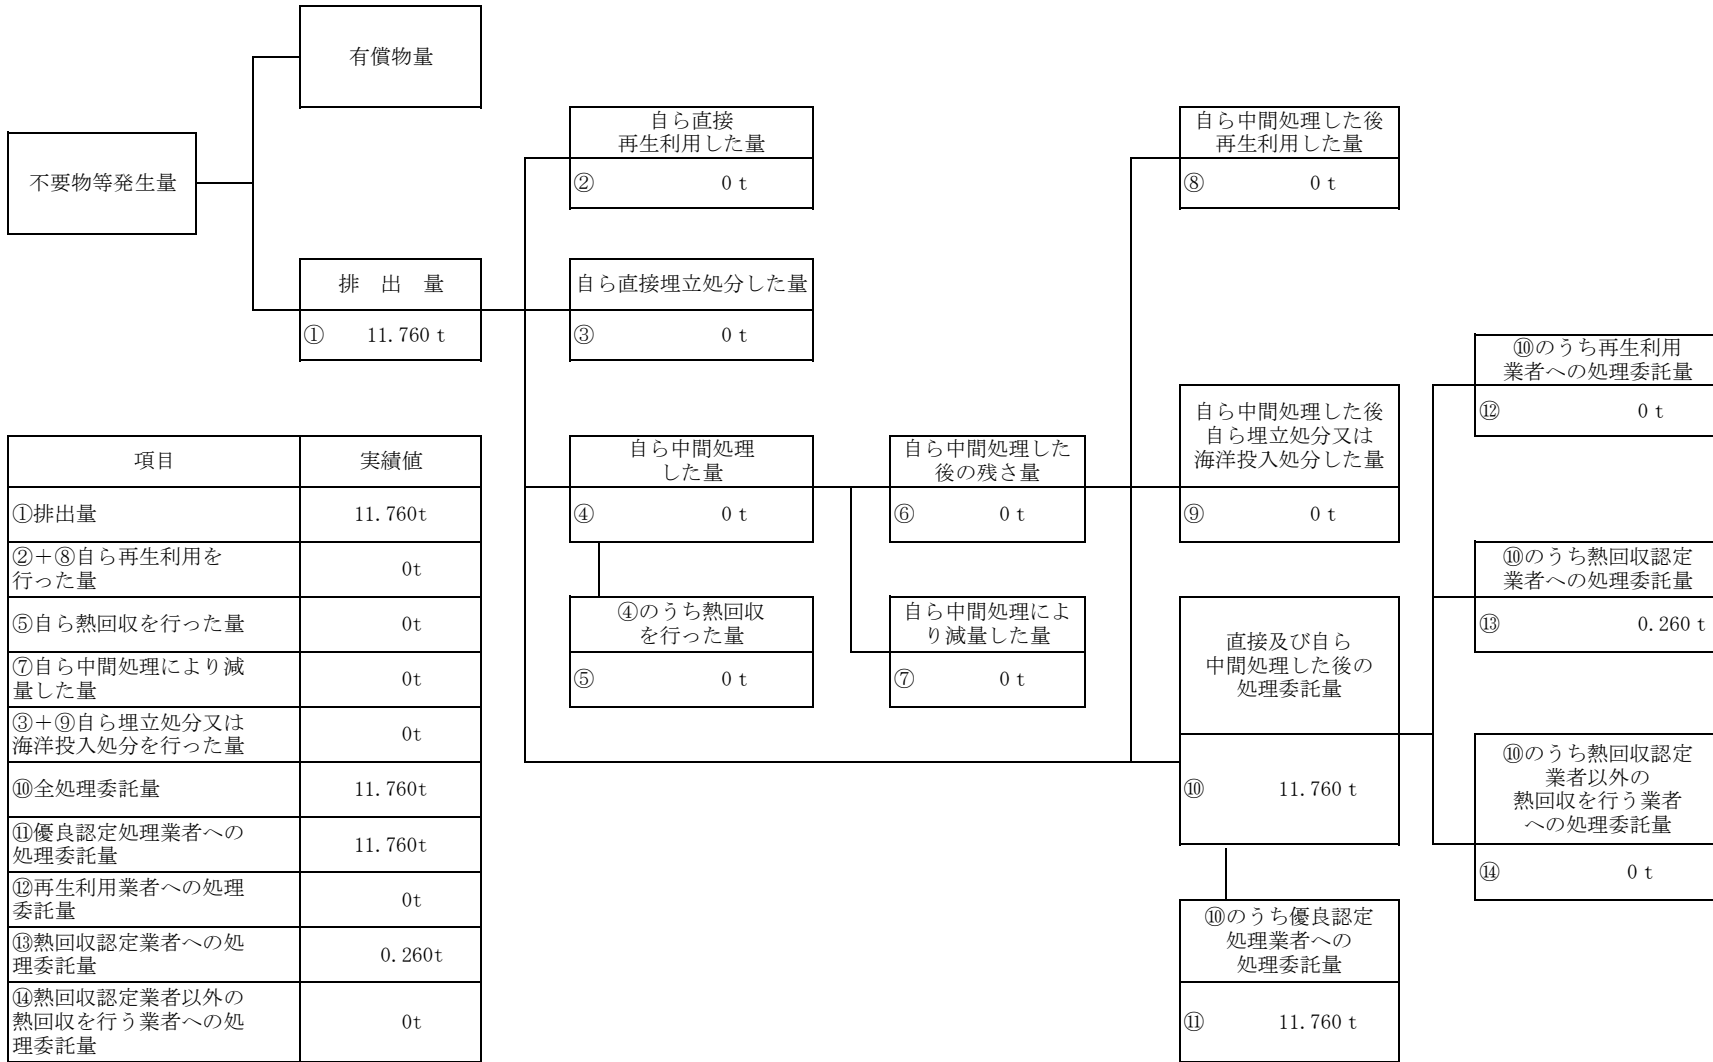 有償物量
不要物等発生量
排　出　量
① 11.760 t
自ら直接
再生利用した量
② 0 t
自ら直接埋立処分した量
③ 0 t
自ら中間処理
した量
④ 0 t
④のうち熱回収
を行った量
⑤ 0 t
自ら中間処理した
後の残さ量
⑥ 0 t
自ら中間処理によ
り減量した量
⑦ 0 t
自ら中間処理した後
再生利用した量
⑧ 0 t
自ら中間処理した後
自ら埋立処分又は
海洋投入処分した量
⑨ 0 t
直接及び自ら
中間処理した後の
処理委託量
⑩ 11.760 t
⑩のうち優良認定
処理業者への
処理委託量
⑪ 11.760 t
⑩のうち再生利用
業者への処理委託量
⑫ 0 t
⑩のうち熱回収認定
業者への処理委託量
⑬ 0.260 t
⑩のうち熱回収認定
業者以外の
熱回収を行う業者
への処理委託量
⑭ 0 t
項目 実績値
①排出量 11.760t
②＋⑧自ら再生利用を
行った量 0t
⑤自ら熱回収を行った量 0t
⑦自ら中間処理により減
量した量 0t
③＋⑨自ら埋立処分又は
海洋投入処分を行った量 0t
⑩全処理委託量 11.760t
⑪優良認定処理業者への
処理委託量 11.760t
⑫再生利用業者への処理
委託量 0t
⑬熱回収認定業者への処
理委託量 0.260t
⑭熱回収認定業者以外の
熱回収を行う業者への処
理委託量 0t